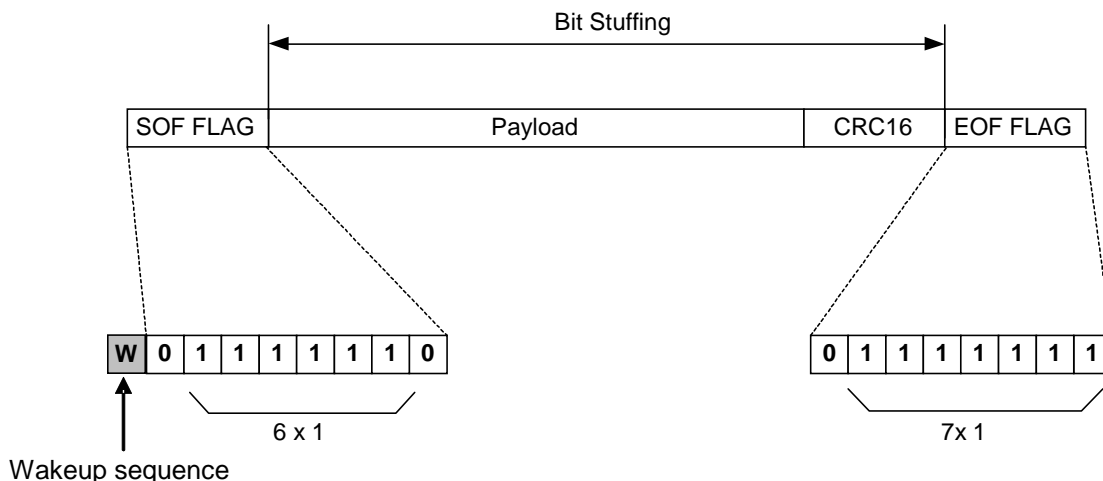 Bit Stuffing
SOF FLAG Payload CRC16 EOF FLAG
W 0 1 1 1 1 1 1 0 0 1 1 1 1 1 1 1
6 x 1 7x 1
Wakeup sequence